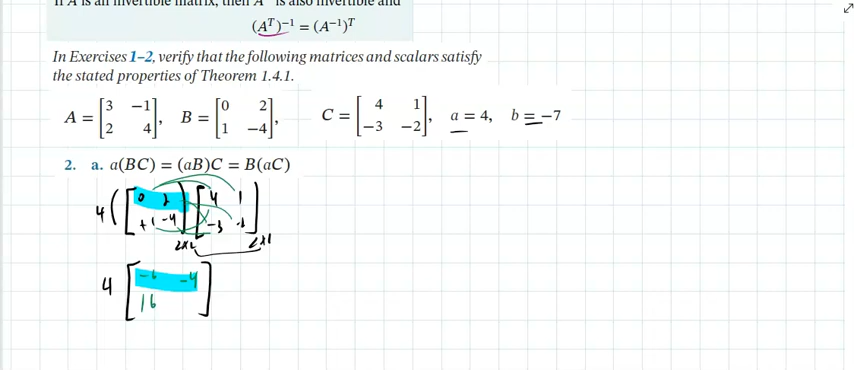 If A is an invertible matrix, then A is also invertible and
(Aᵀ)⁻¹ = (A⁻¹)ᵀ
In Exercises 1–2, verify that the following matrices and scalars satisfy
the stated properties of Theorem 1.4.1.
A = [3 −1; 2 4], B = [0 2; 1 −4], C = [4 1; −3 −2], a = 4, b = −7
2. a. a(BC) = (aB)C = B(aC)
4 ([0 2; +1 -4] [4 1; -3 -2]
2x2
4 [-6 -4; 16]